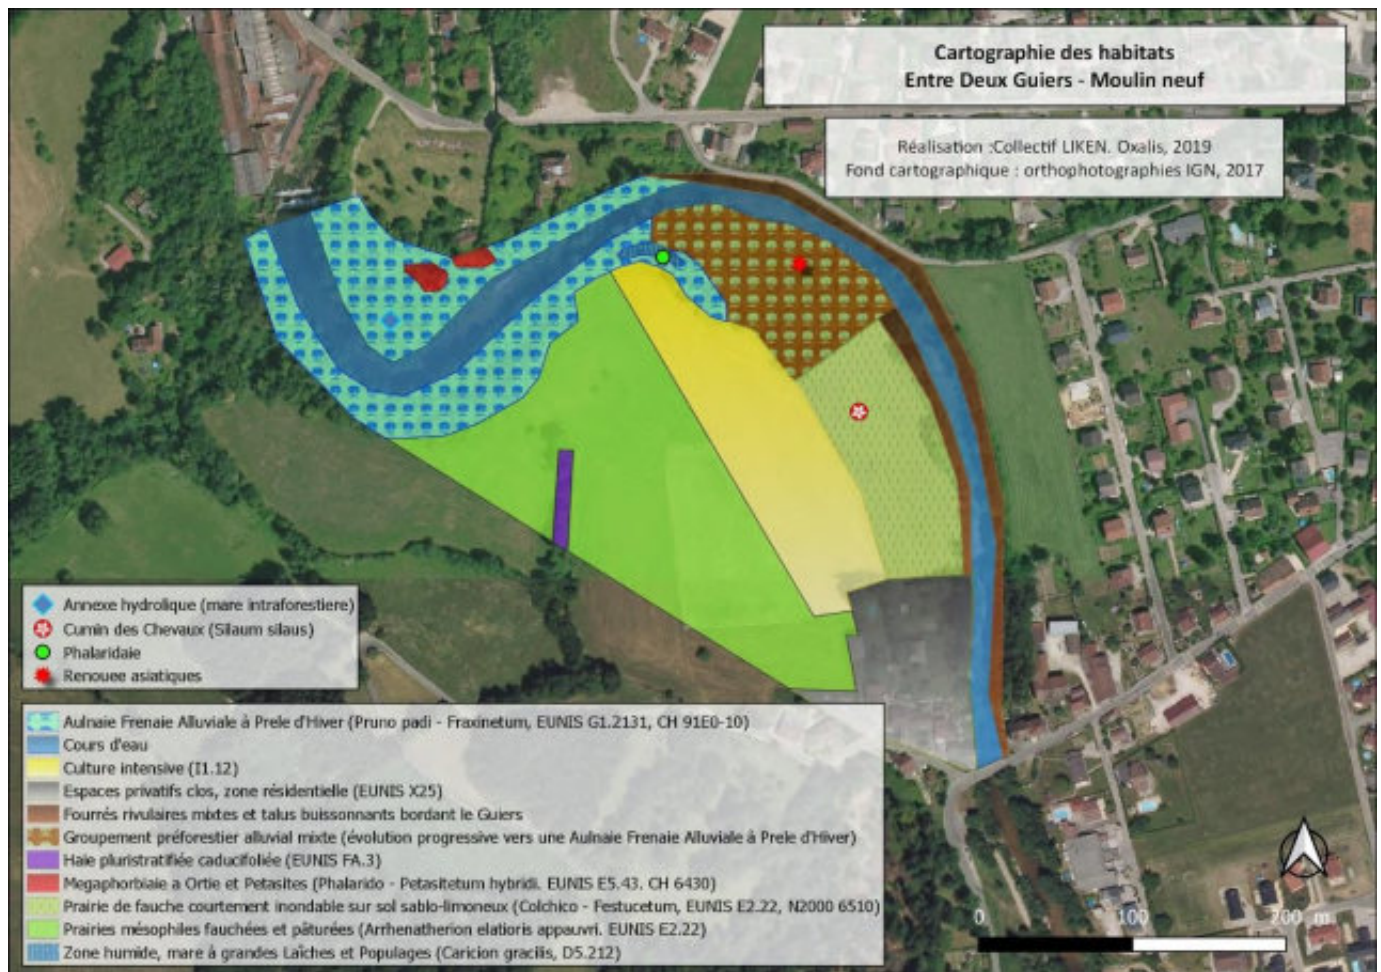 Cartographie des habitats
Entre Deux Guiers - Moulin neuf
Réalisation :Collectif LIKEN. Oxalis, 2019
Fond cartographique : orthophotographies IGN, 2017
Annexe hydrolique (mare intraforestiere)
Cumin des Chevaux (Silaum silaus)
Phalaridaie
Renouee asiatiques
Aulnaie Frenaie Alluviale à Prele d'Hiver (Pruno padi - Fraxinetum, EUNIS G1.2131, CH 91E0-10)
Cours d'eau
Culture intensive (I1.12)
Espaces privatifs clos, zone résidentielle (EUNIS X25)
Fourrés rivulaires mixtes et talus buissonnants bordant le Guiers
Groupement préforestier alluvial mixte (évolution progressive vers une Aulnaie Frenaie Alluviale à Prele d'Hiver)
Haie pluristratifiée caducifoliée (EUNIS FA.3)
Megaphorbiaie a Ortie et Petasites (Phalarido - Petasitetum hybridi. EUNIS E5.43. CH 6430)
Prairie de fauche courtement inondable sur sol sablo-limoneux (Colchico - Festucetum, EUNIS E2.22, N2000 6510)
Prairies mésophiles fauchées et pâturées (Arrhenatherion elatioris appauvri. EUNIS E2.22)
Zone humide, mare à grandes Laîches et Populages (Caricion gracilis, D5.212)
0 100 200 m